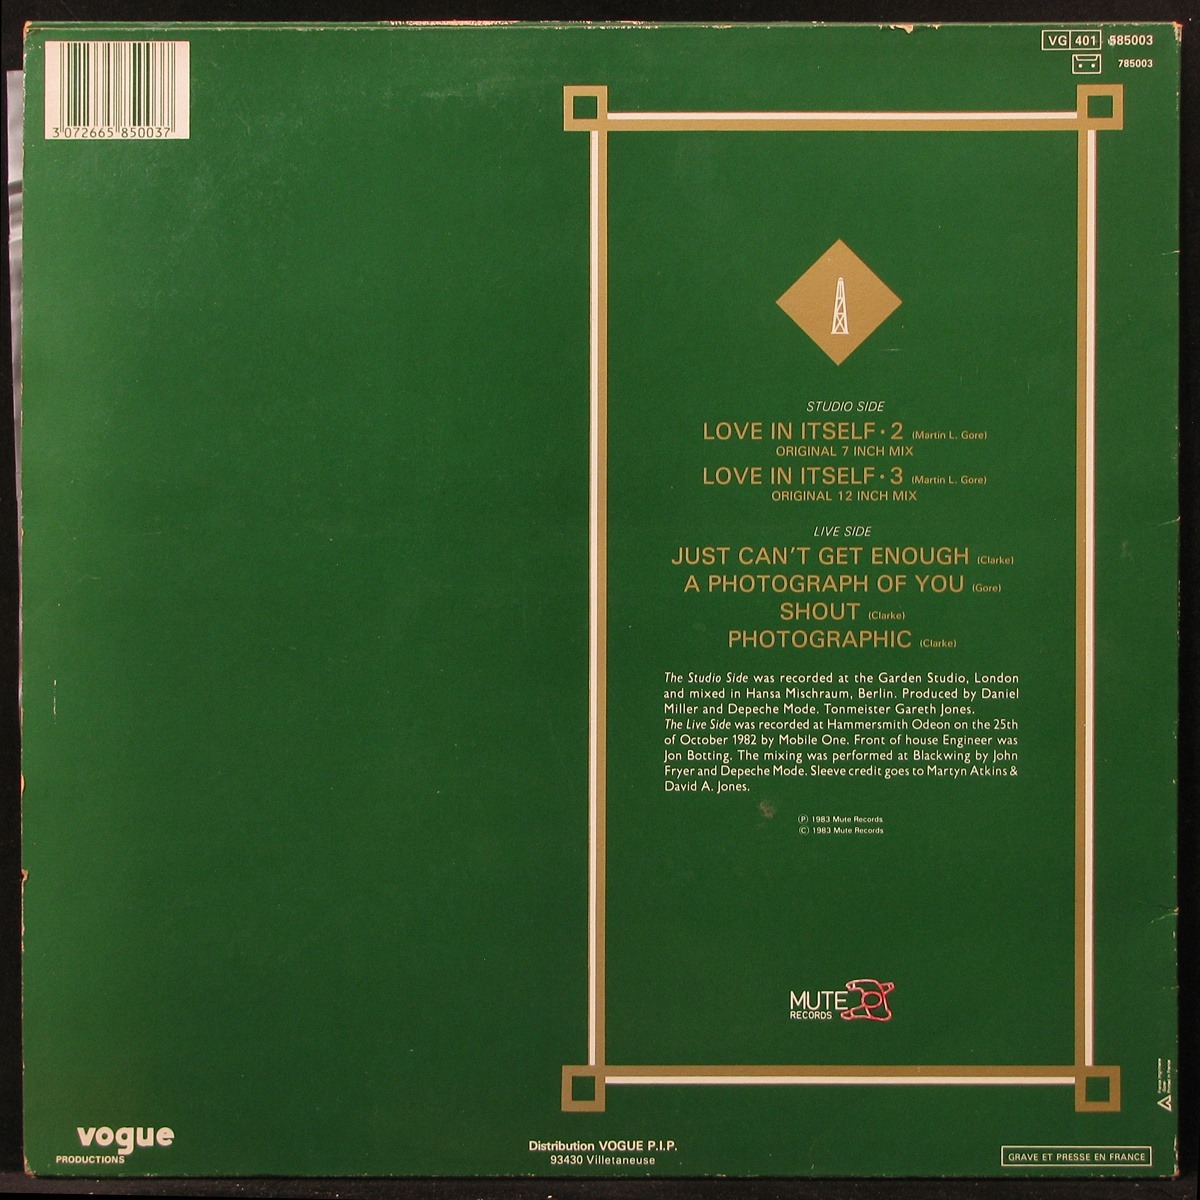 3 072665 850037
VG 401 585003
785003
STUDIO SIDE
LOVE IN ITSELF · 2 (Martin L. Gore)
ORIGINAL 7 INCH MIX
LOVE IN ITSELF · 3 (Martin L. Gore)
ORIGINAL 12 INCH MIX
LIVE SIDE
JUST CAN'T GET ENOUGH (Clarke)
A PHOTOGRAPH OF YOU (Gore)
SHOUT (Clarke)
PHOTOGRAPHIC (Clarke)
The Studio Side was recorded at the Garden Studio, London
and mixed in Hansa Mischraum, Berlin. Produced by Daniel
Miller and Depeche Mode. Tonmeister Gareth Jones.
The Live Side was recorded at Hammersmith Odeon on the 25th
of October 1982 by Mobile One. Front of house Engineer was
Jon Botting. The mixing was performed at Blackwing by John
Fryer and Depeche Mode. Sleeve credit goes to Martyn Atkins &
David A. Jones.
Ⓟ 1983 Mute Records
© 1983 Mute Records
MUTE
RECORDS
vogue
PRODUCTIONS
Distribution VOGUE P.I.P.
93430 Villetaneuse
GRAVE ET PRESSE EN FRANCE